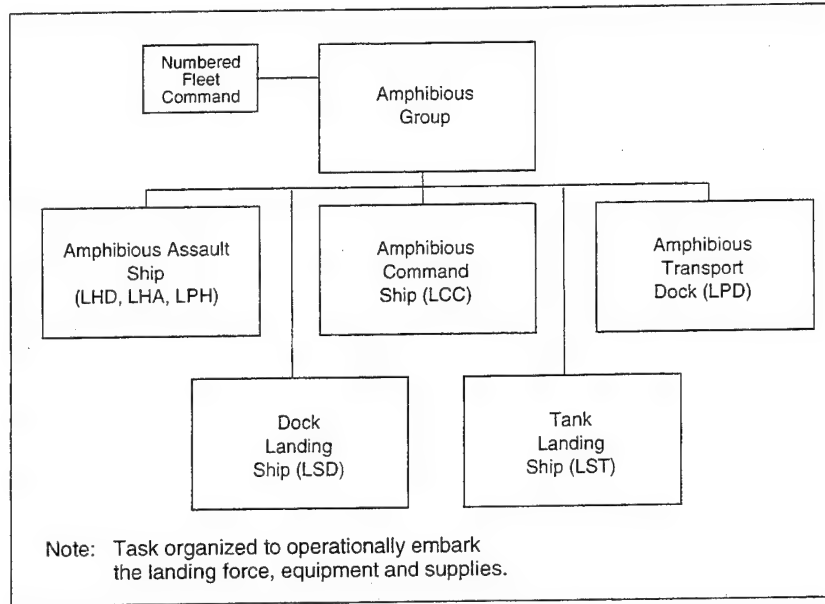 Numbered
Fleet
Command
Amphibious
Group
Amphibious Assault
Ship
(LHD, LHA, LPH)
Amphibious
Command
Ship (LCC)
Amphibious
Transport
Dock (LPD)
Dock
Landing
Ship (LSD)
Tank
Landing
Ship (LST)
Note: Task organized to operationally embark
the landing force, equipment and supplies.